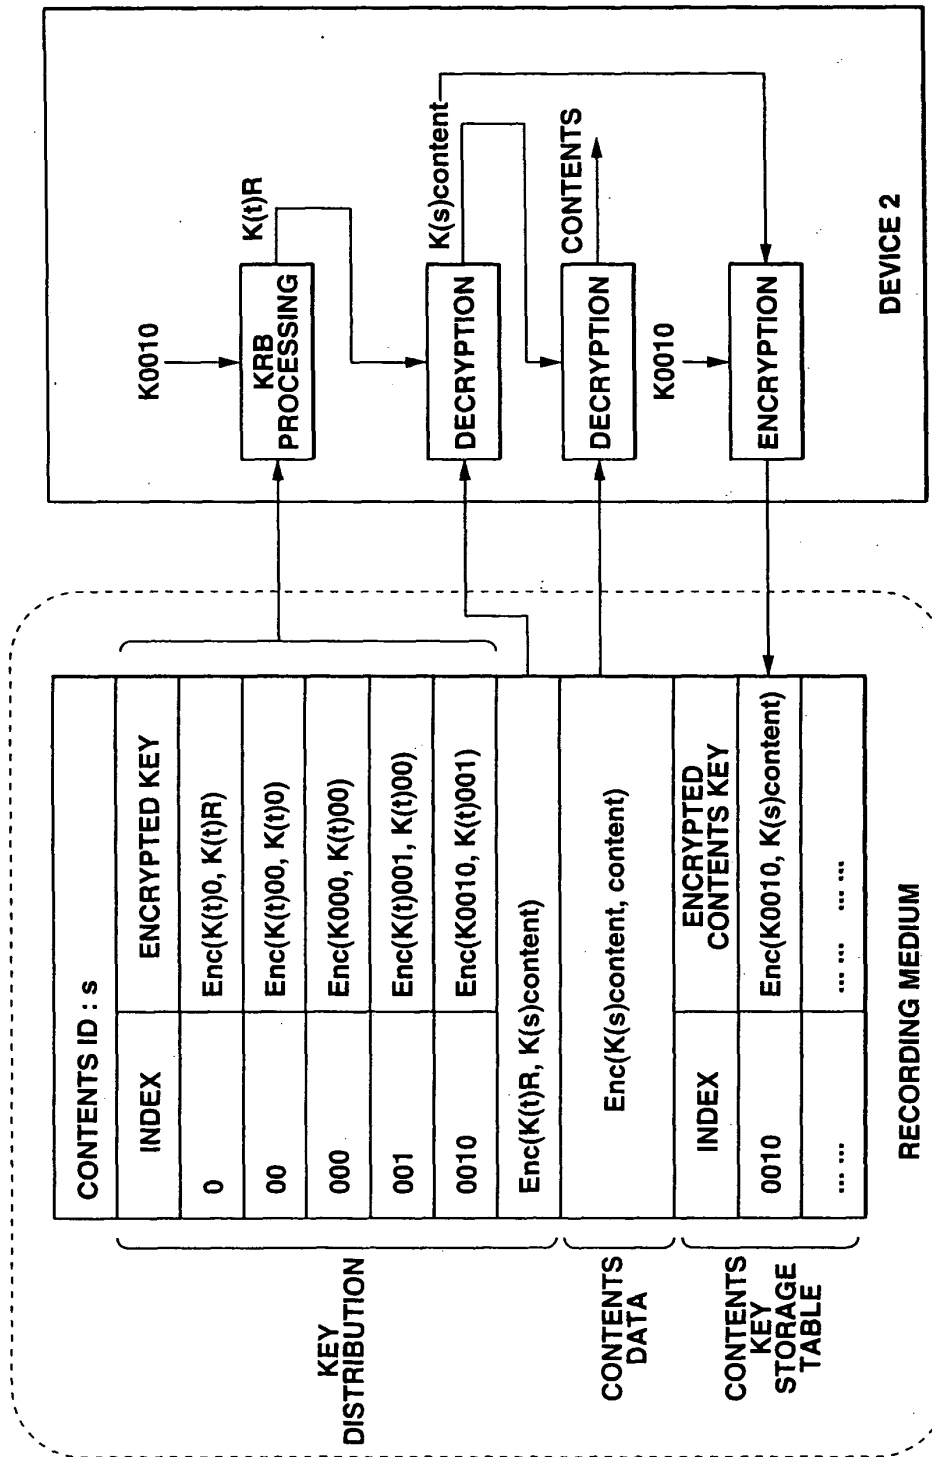 CONTENTS ID : s
INDEX
ENCRYPTED KEY
0
Enc(K(t)0, K(t)R)
00
Enc(K(t)00, K(t)0)
000
Enc(K000, K(t)00)
001
Enc(K(t)001, K(t)00)
0010
Enc(K0010, K(t)001)
Enc(K(t)R, K(s)content)
Enc(K(s)content, content)
INDEX
ENCRYPTED
CONTENTS KEY
0010
Enc(K0010, K(s)content)
... ...
... ... ... ...
KEY
DISTRIBUTION
CONTENTS
DATA
CONTENTS
KEY
STORAGE
TABLE
RECORDING MEDIUM
K0010
KRB
PROCESSING
K(t)R
DECRYPTION
K(s)content
DECRYPTION
CONTENTS
K0010
ENCRYPTION
DEVICE 2